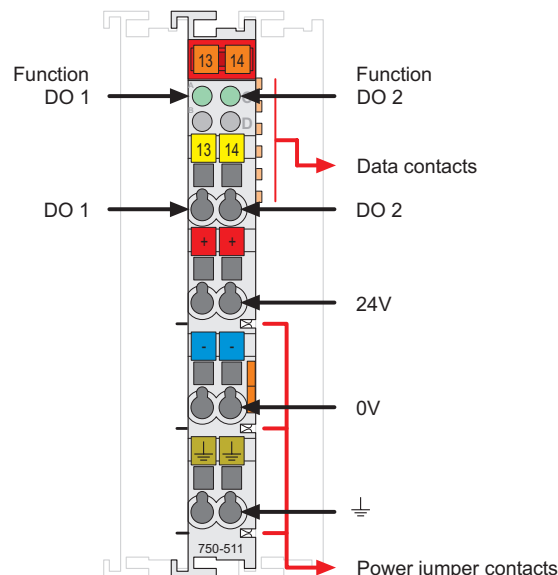 13 14
Function
DO 1
Function
DO 2
A
C
B
D
13 14
Data contacts
DO 1
DO 2
+ +
24V
- -
0V
750-511
Power jumper contacts